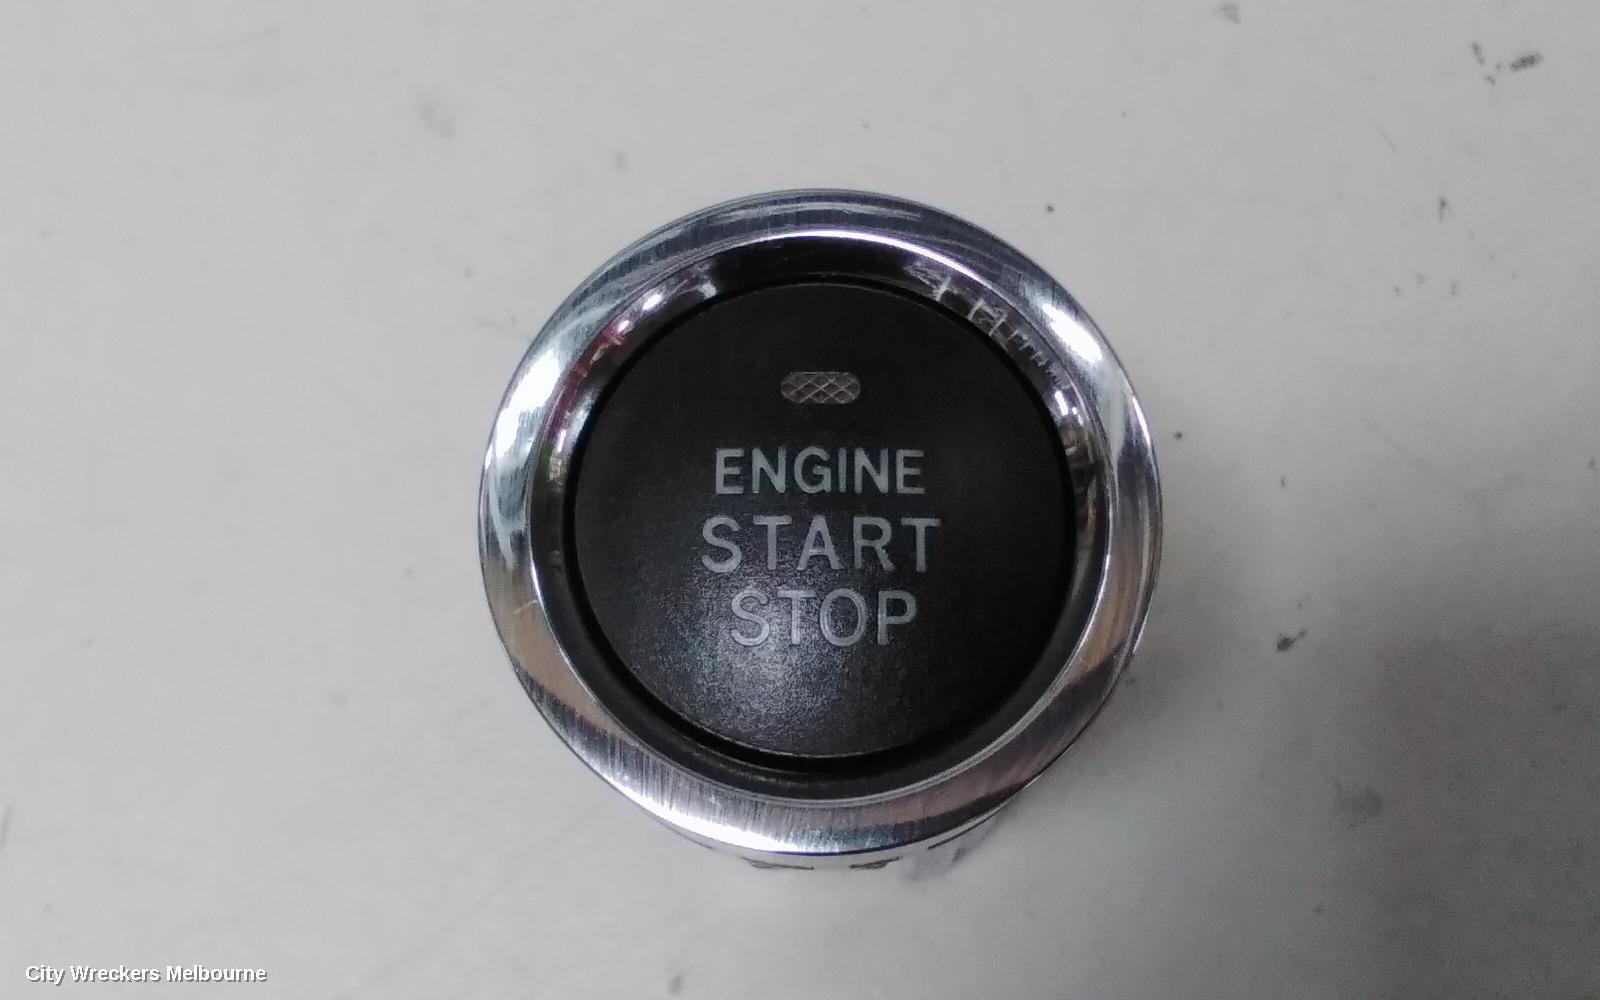 ENGINE
START
STOP
City Wreckers Melbourne